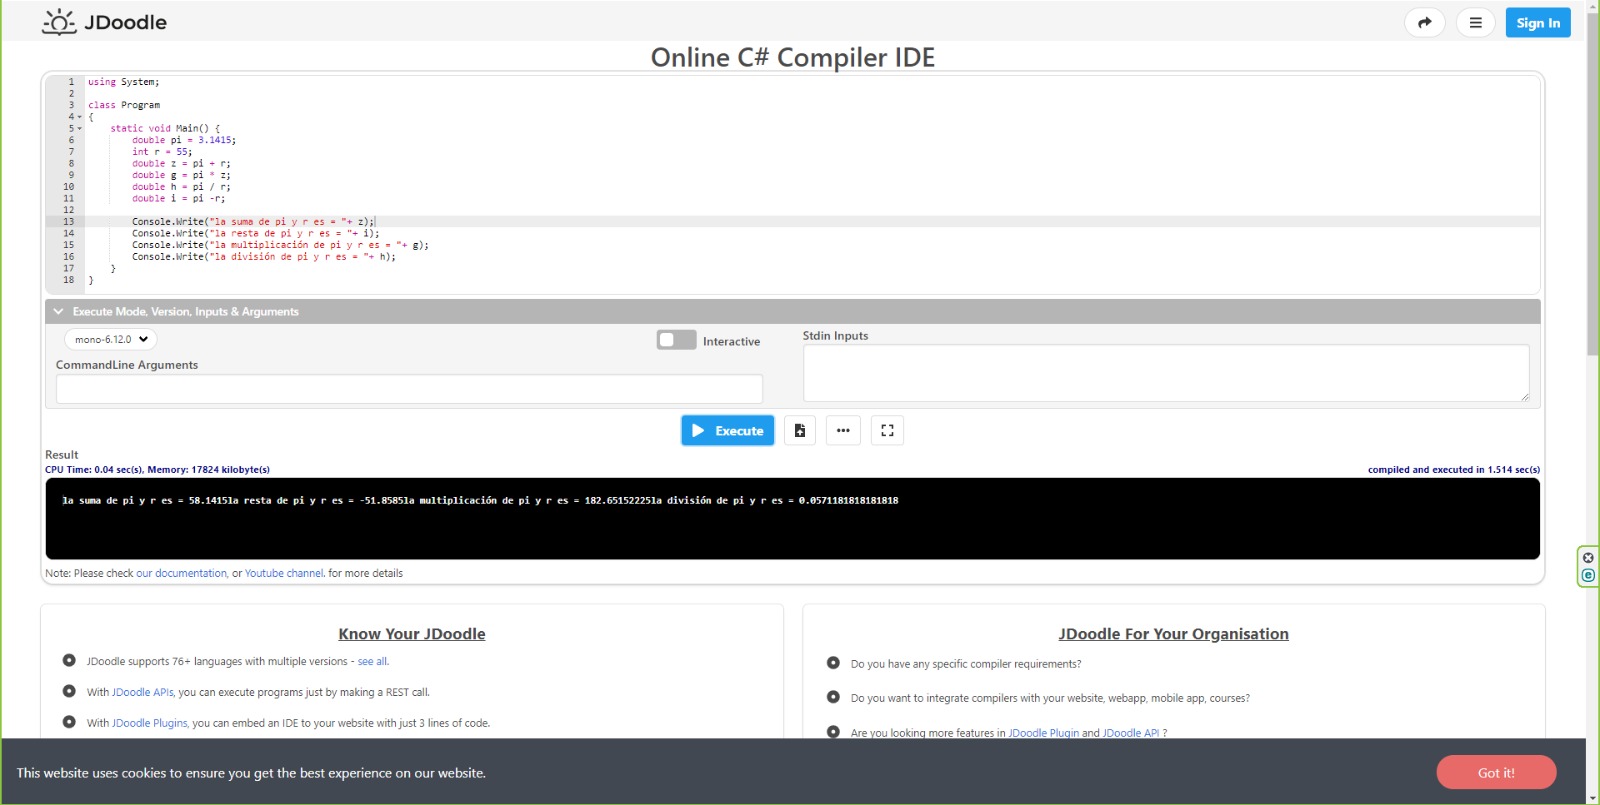 JDoodle
Sign In
Online C# Compiler IDE
1 using System;
2
3 class Program
4 {
5 static void Main() {
6 double pi = 3.1415;
7 int r = 55;
8 double z = pi + r;
9 double g = pi * z;
10 double h = pi / r;
11 double i = pi -r;
12
13 Console.Write("la suma de pi y r es = "+ z);
14 Console.Write("la resta de pi y r es = "+ i);
15 Console.Write("la multiplicación de pi y r es = "+ g);
16 Console.Write("la división de pi y r es = "+ h);
17 }
18 }
Execute Mode, Version, Inputs & Arguments
mono-6.12.0
Interactive
Stdin Inputs
CommandLine Arguments
Execute
Result
CPU Time: 0.04 sec(s), Memory: 17824 kilobyte(s)
compiled and executed in 1.514 sec(s)
la suma de pi y r es = 58.1415la resta de pi y r es = -51.8585la multiplicación de pi y r es = 182.65152225la división de pi y r es = 0.0571181818181818
Note: Please check our documentation, or Youtube channel. for more details
Know Your JDoodle
JDoodle supports 76+ languages with multiple versions - see all.
With JDoodle APIs, you can execute programs just by making a REST call.
With JDoodle Plugins, you can embed an IDE to your website with just 3 lines of code.
JDoodle For Your Organisation
Do you have any specific compiler requirements?
Do you want to integrate compilers with your website, webapp, mobile app, courses?
Are you looking more features in JDoodle Plugin and JDoodle API ?
This website uses cookies to ensure you get the best experience on our website.
Got it!